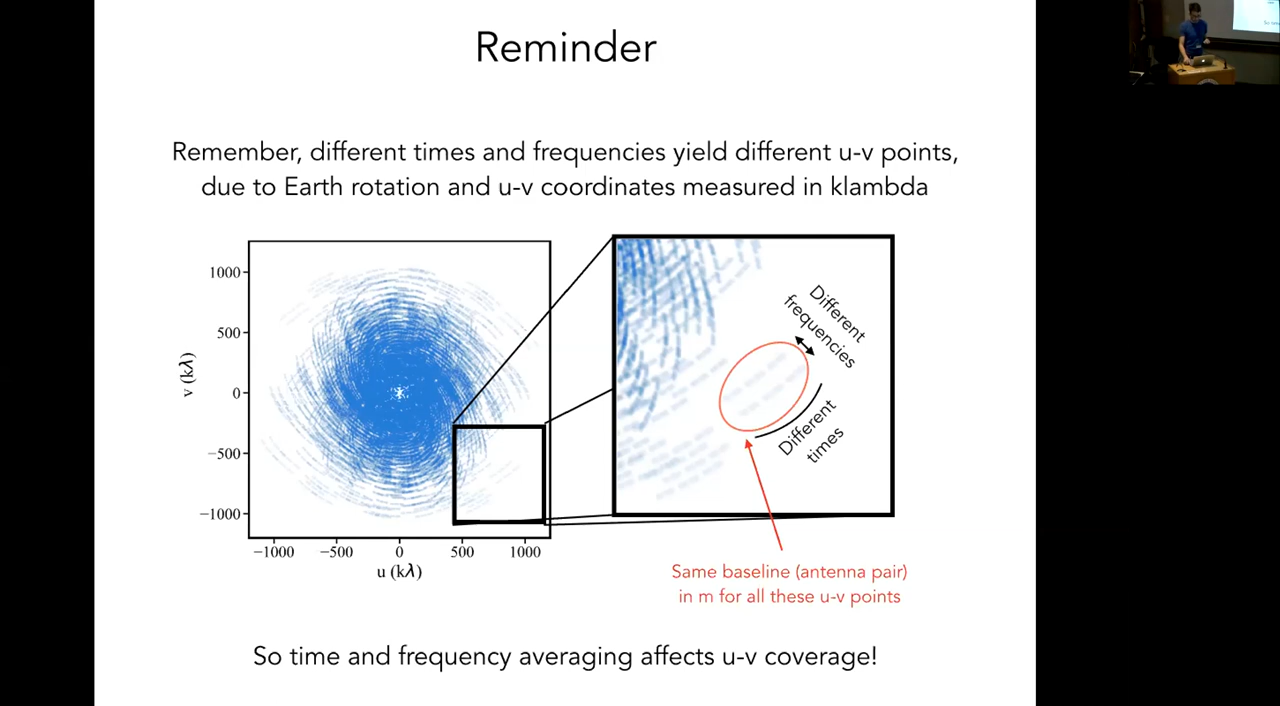 Reminder
Remember, different times and frequencies yield different u-v points,
due to Earth rotation and u-v coordinates measured in klambda
1000
500
0
−500
−1000
v (kλ)
−1000
−500
0
500
1000
u (kλ)
Different
frequencies
Different
times
Same baseline (antenna pair)
in m for all these u-v points
So time and frequency averaging affects u-v coverage!